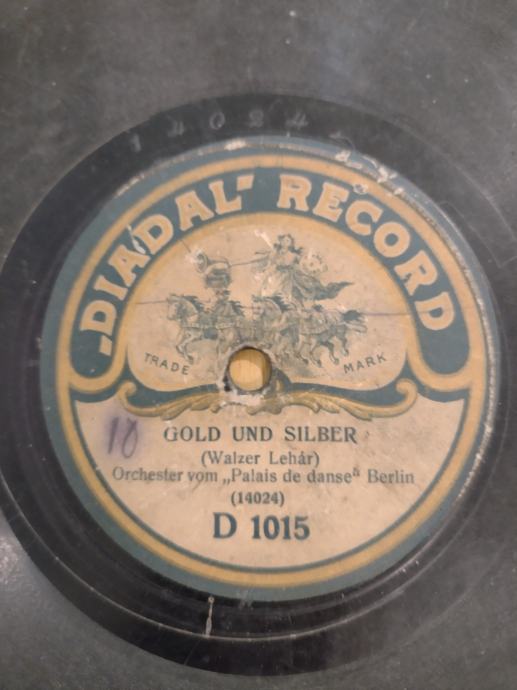 14024
„DIADAL" RECORD
TRADE MARK
10
GOLD UND SILBER
(Walzer Lehár)
Orchester vom „Palais de danse" Berlin
(14024)
D 1015